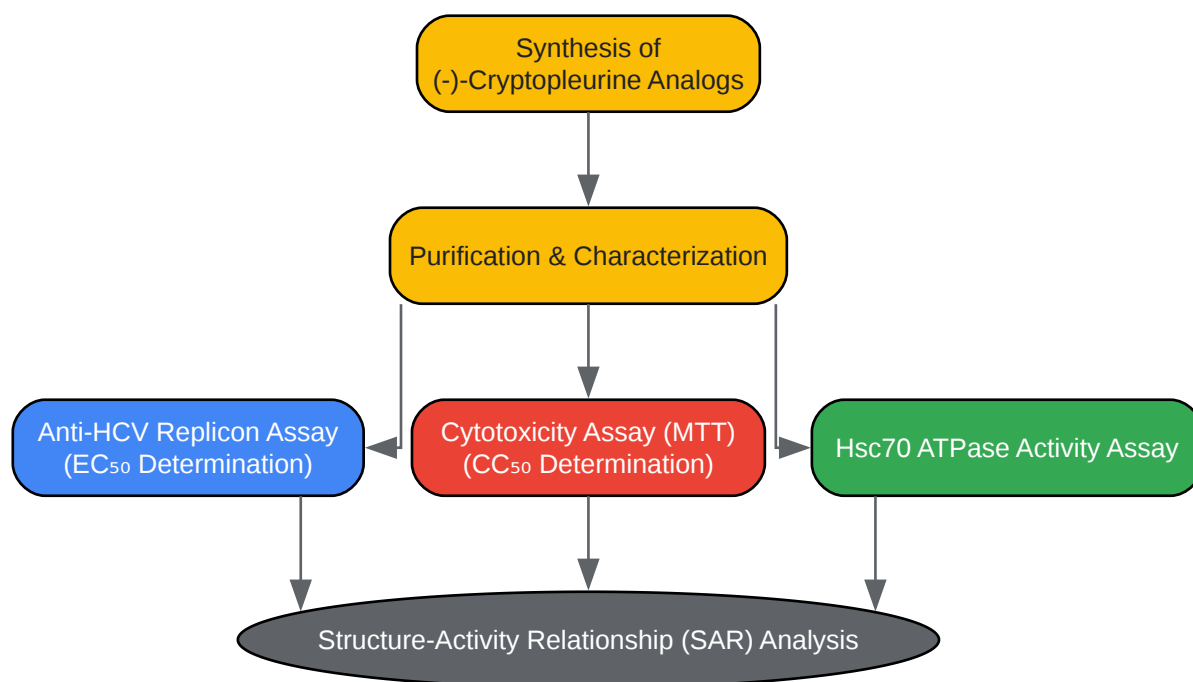 Synthesis of
(-)-Cryptopleurine Analogs
Purification & Characterization
Anti-HCV Replicon Assay
(EC₅₀ Determination)
Cytotoxicity Assay (MTT)
(CC₅₀ Determination)
Hsc70 ATPase Activity Assay
Structure-Activity Relationship (SAR) Analysis